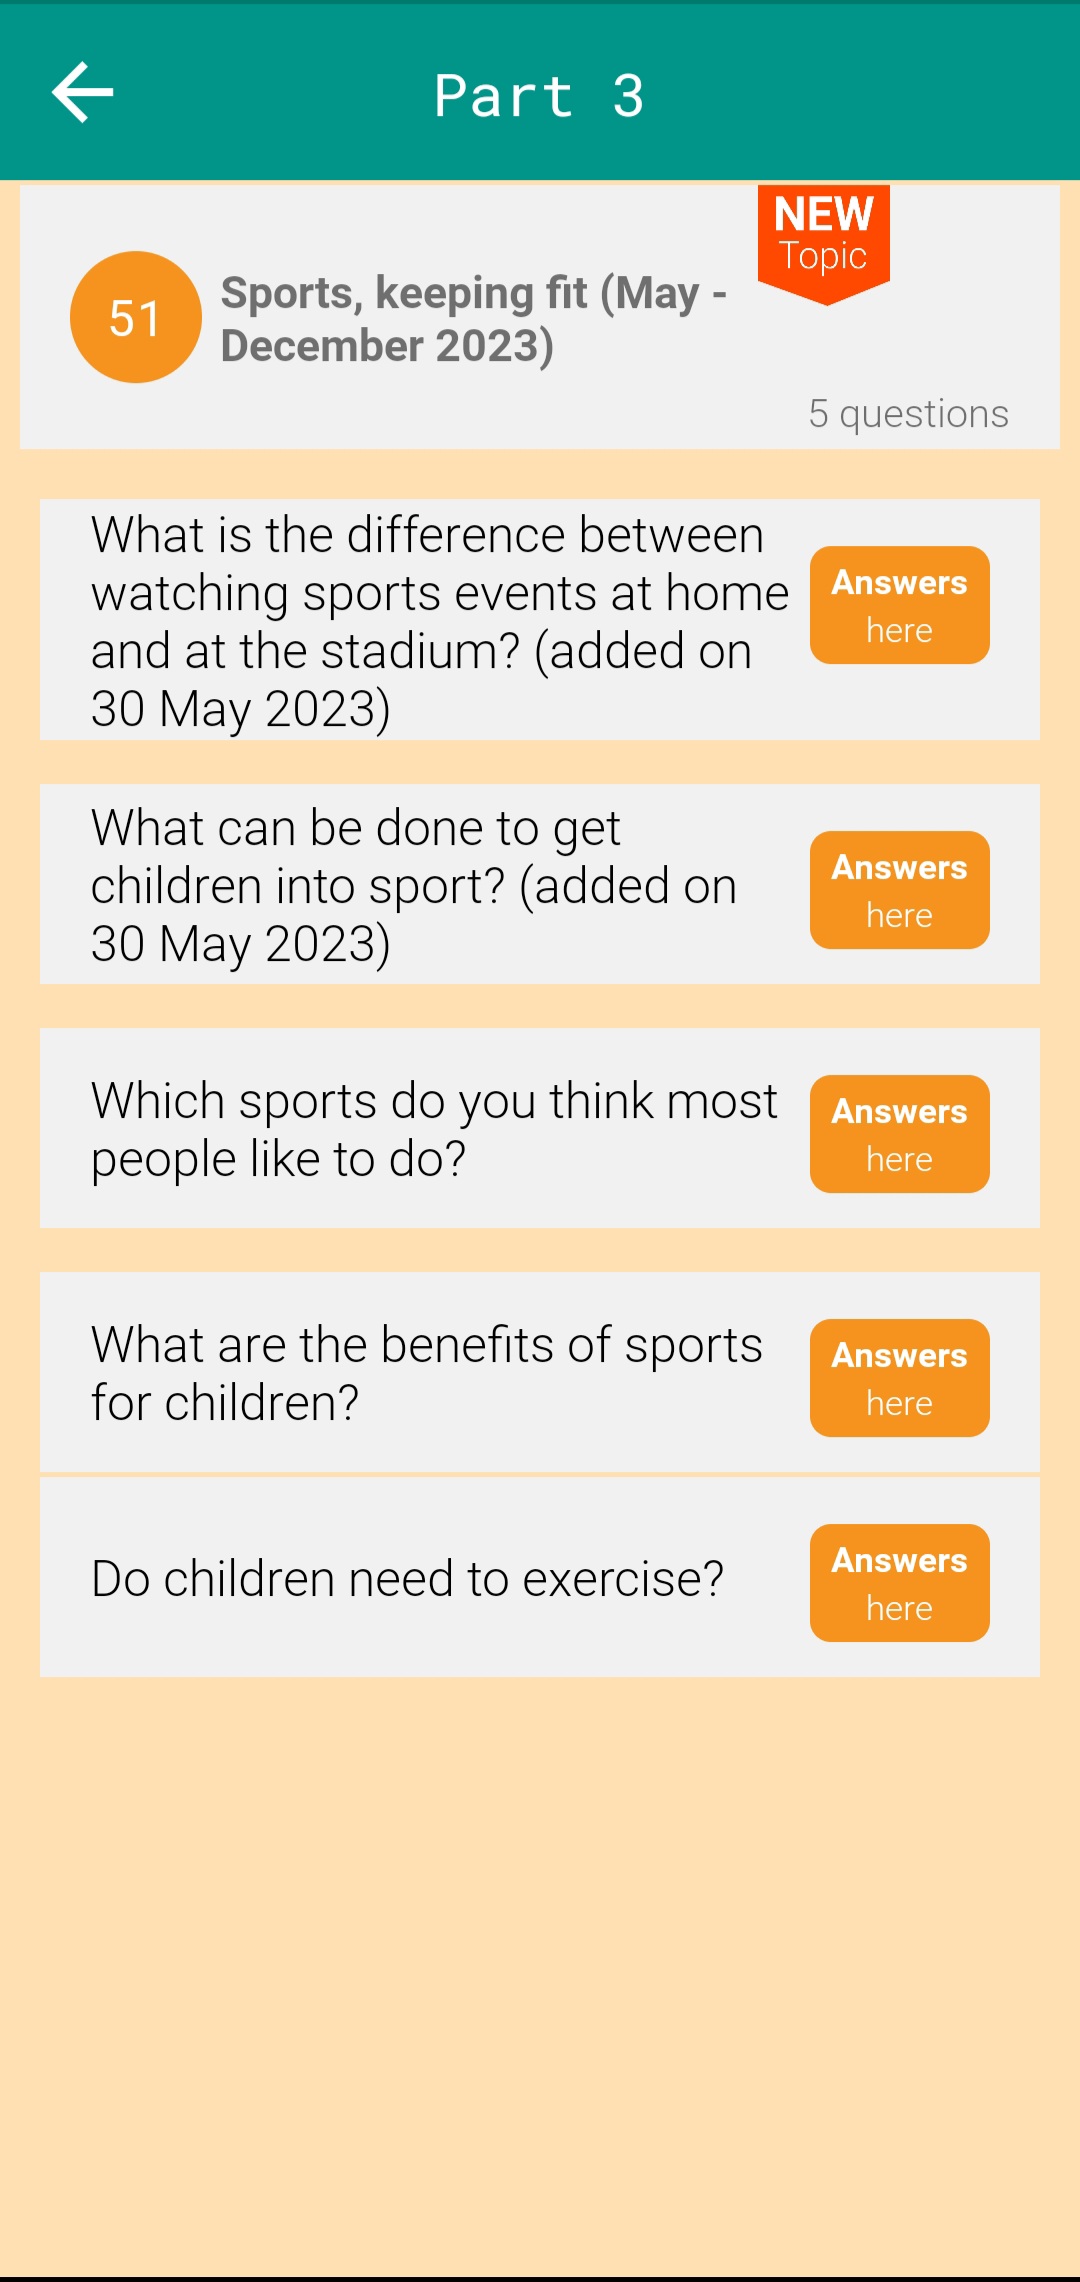 Part 3
NEW
Topic
51
Sports, keeping fit (May -
December 2023)
5 questions
What is the difference between
watching sports events at home
and at the stadium? (added on
30 May 2023)
Answers
here
What can be done to get
children into sport? (added on
30 May 2023)
Answers
here
Which sports do you think most
people like to do?
Answers
here
What are the benefits of sports
for children?
Answers
here
Do children need to exercise?
Answers
here